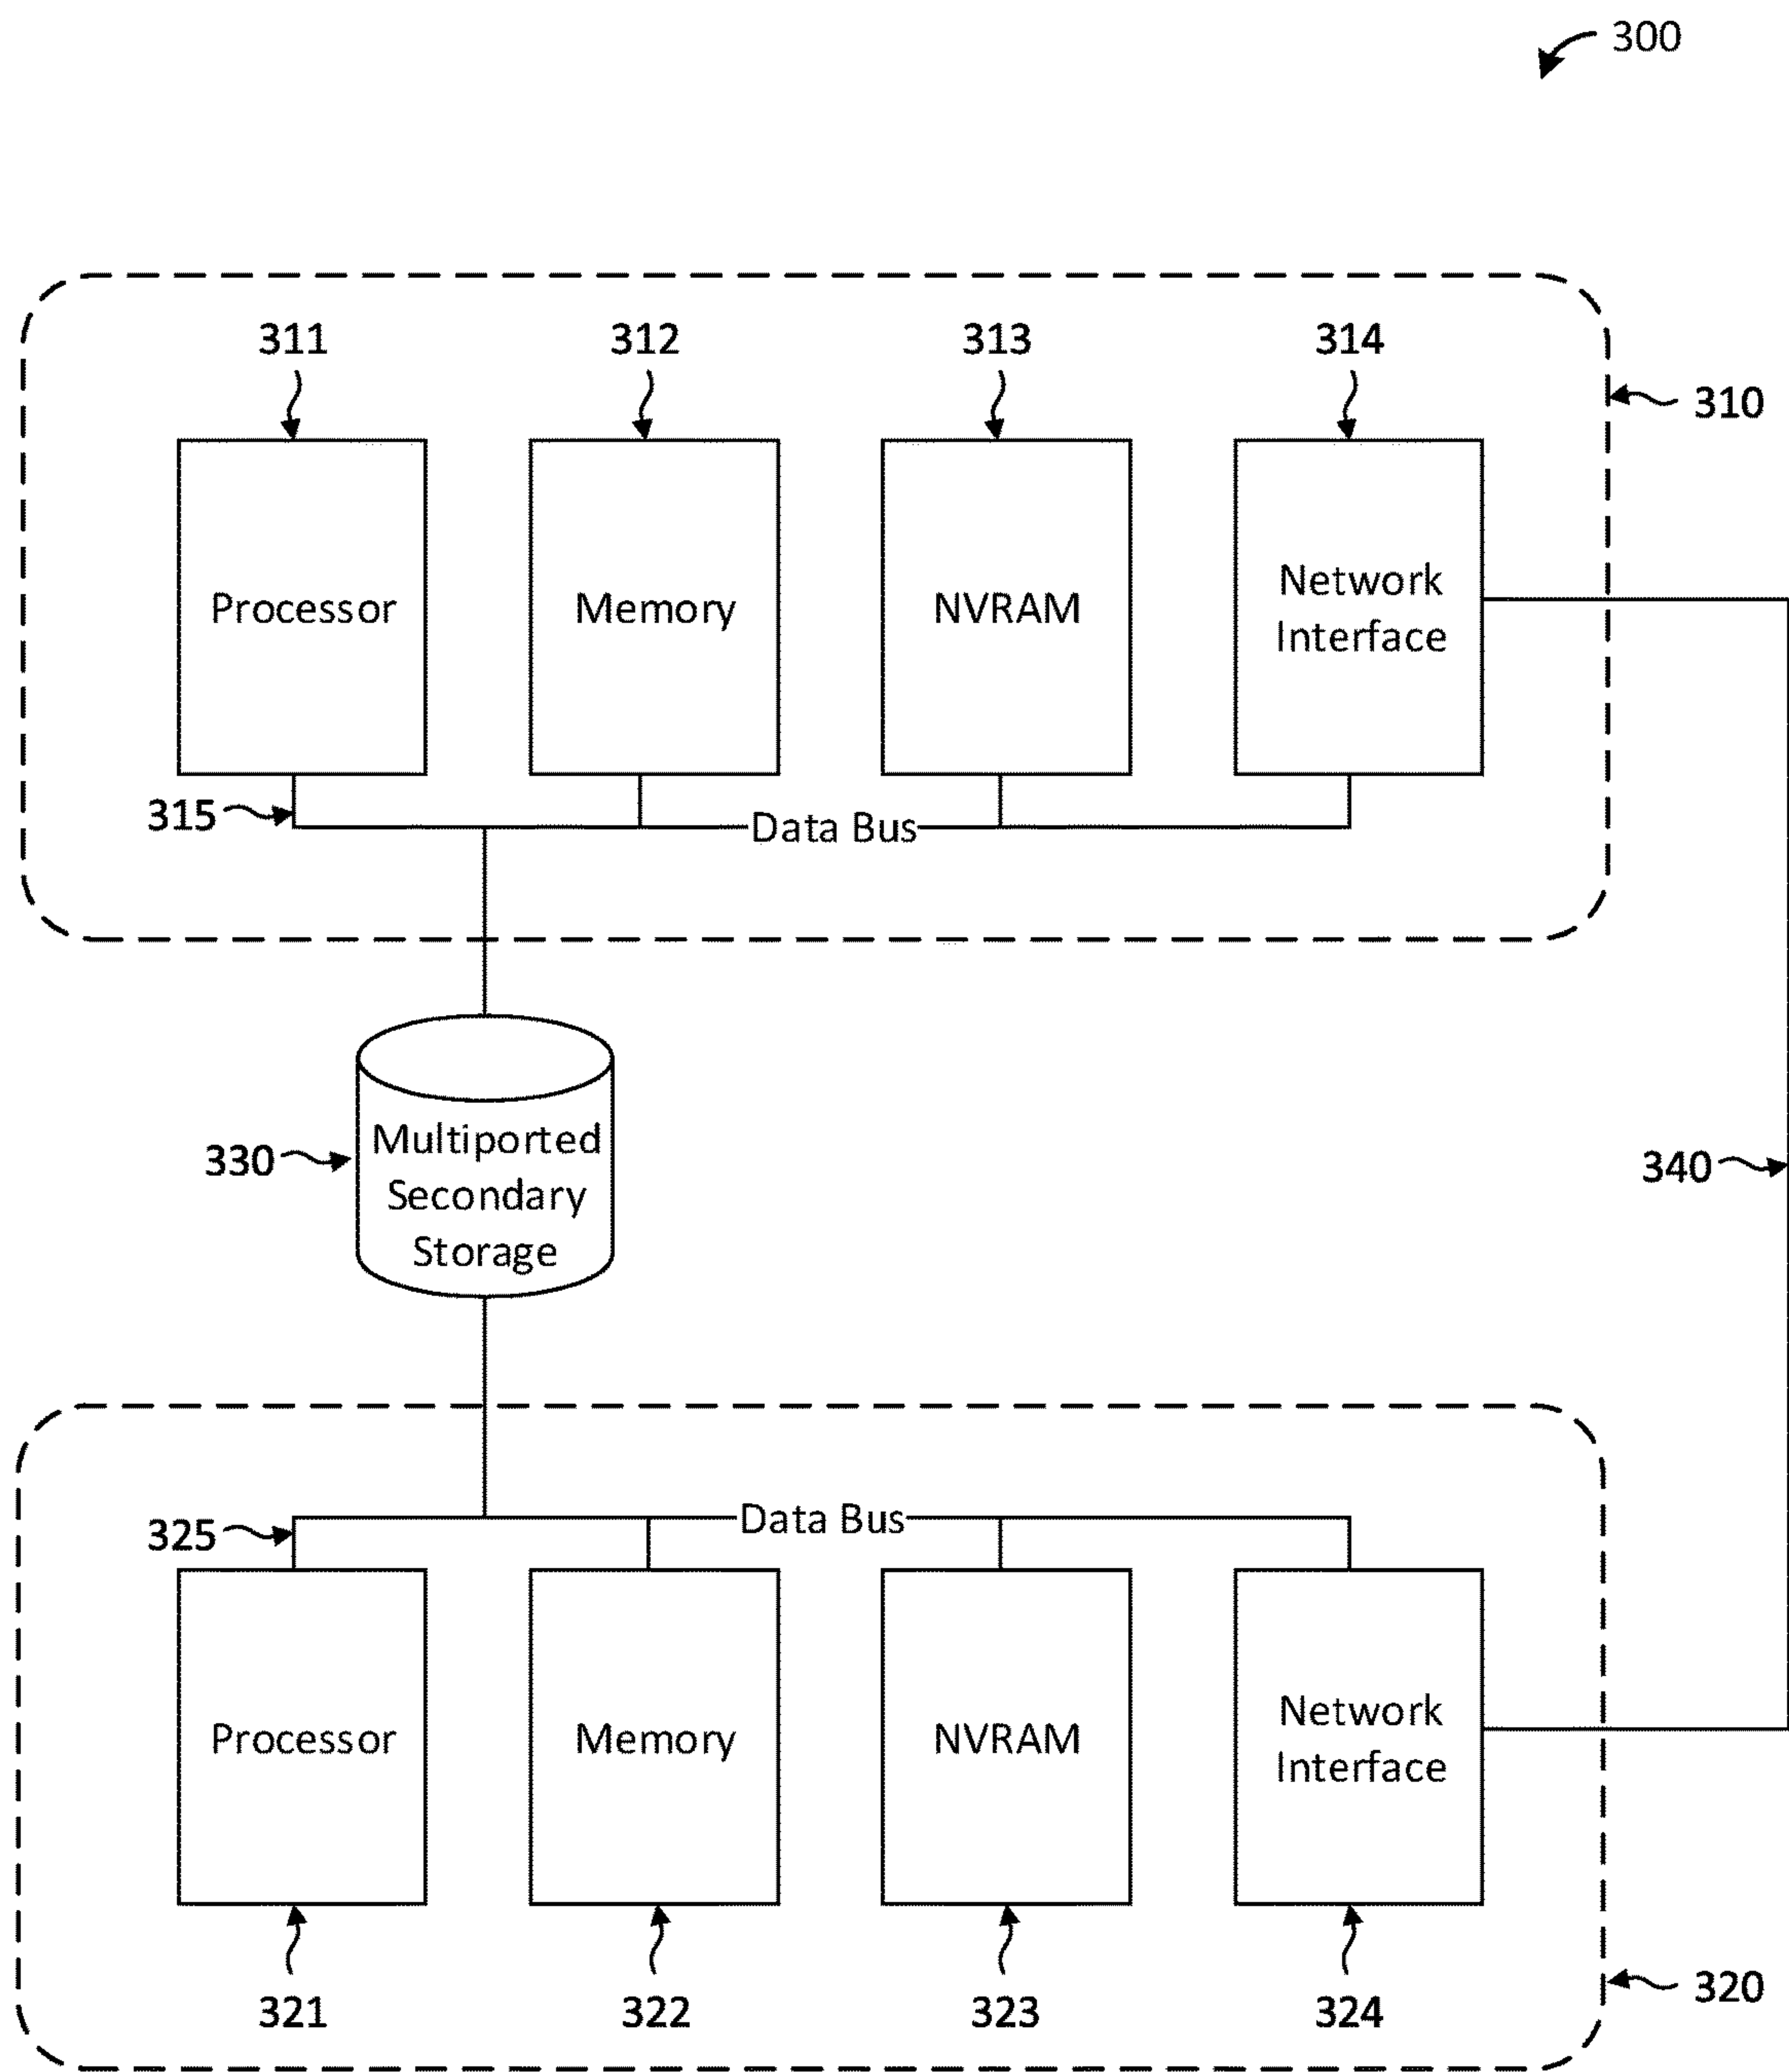 300
311
312
313
314
310
Processor
Memory
NVRAM
Network
Interface
315
Data Bus
330
Multiported
Secondary
Storage
340
325
Data Bus
Processor
Memory
NVRAM
Network
Interface
320
321
322
323
324